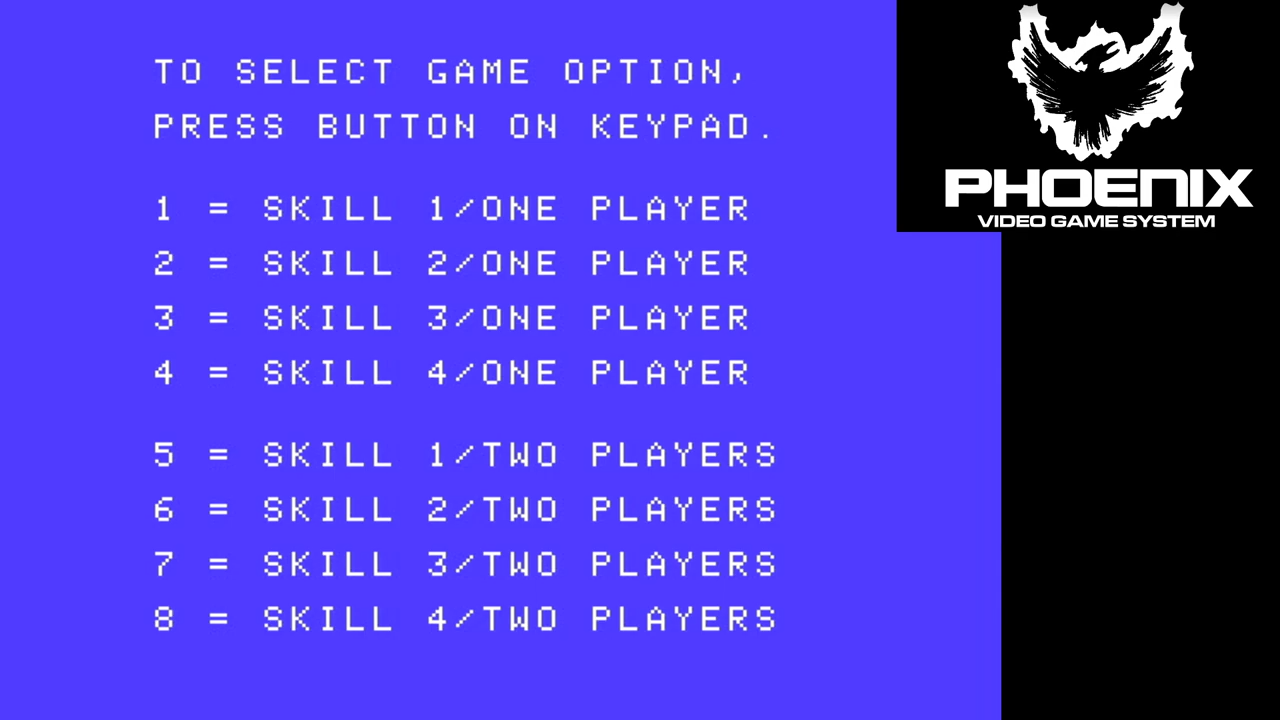 TO SELECT GAME OPTION,
PRESS BUTTON ON KEYPAD.
1 = SKILL 1/ONE PLAYER
2 = SKILL 2/ONE PLAYER
3 = SKILL 3/ONE PLAYER
4 = SKILL 4/ONE PLAYER
5 = SKILL 1/TWO PLAYERS
6 = SKILL 2/TWO PLAYERS
7 = SKILL 3/TWO PLAYERS
8 = SKILL 4/TWO PLAYERS
PHOENIX
VIDEO GAME SYSTEM